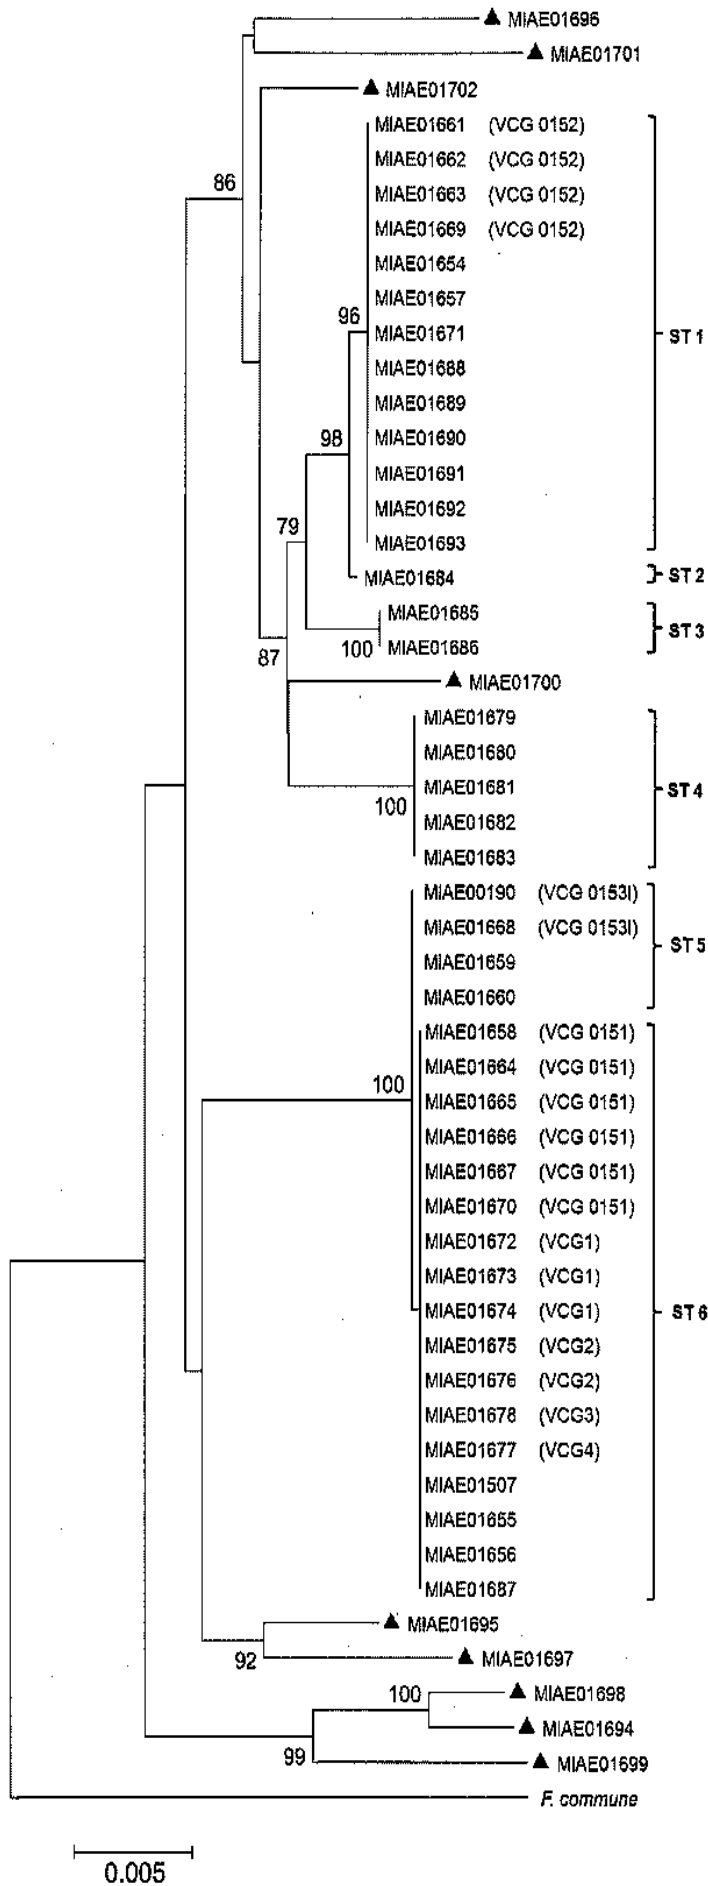 ▲ MIAE01696
▲ MIAE01701
▲ MIAE01702
MIAE01661 (VCG 0152)
MIAE01662 (VCG 0152)
86
MIAE01663 (VCG 0152)
MIAE01669 (VCG 0152)
MIAE01654
MIAE01657
96
MIAE01671 ST 1
MIAE01688
MIAE01689
98
MIAE01690
MIAE01691
MIAE01692
79
MIAE01693
MIAE01684 ST 2
MIAE01685
ST 3
100 MIAE01686
87
▲ MIAE01700
MIAE01679
MIAE01680
MIAE01681 ST 4
100
MIAE01682
MIAE01683
MIAE00190 (VCG 0153I)
MIAE01668 (VCG 0153I)
ST 5
MIAE01659
MIAE01660
MIAE01658 (VCG 0151)
MIAE01664 (VCG 0151)
100
MIAE01665 (VCG 0151)
MIAE01666 (VCG 0151)
MIAE01667 (VCG 0151)
MIAE01670 (VCG 0151)
MIAE01672 (VCG1)
MIAE01673 (VCG1)
MIAE01674 (VCG1) ST 6
MIAE01675 (VCG2)
MIAE01676 (VCG2)
MIAE01678 (VCG3)
MIAE01677 (VCG4)
MIAE01507
MIAE01655
MIAE01656
MIAE01687
▲ MIAE01695
92
▲ MIAE01697
100
▲ MIAE01698
▲ MIAE01694
99
▲ MIAE01699
F. commune
0.005